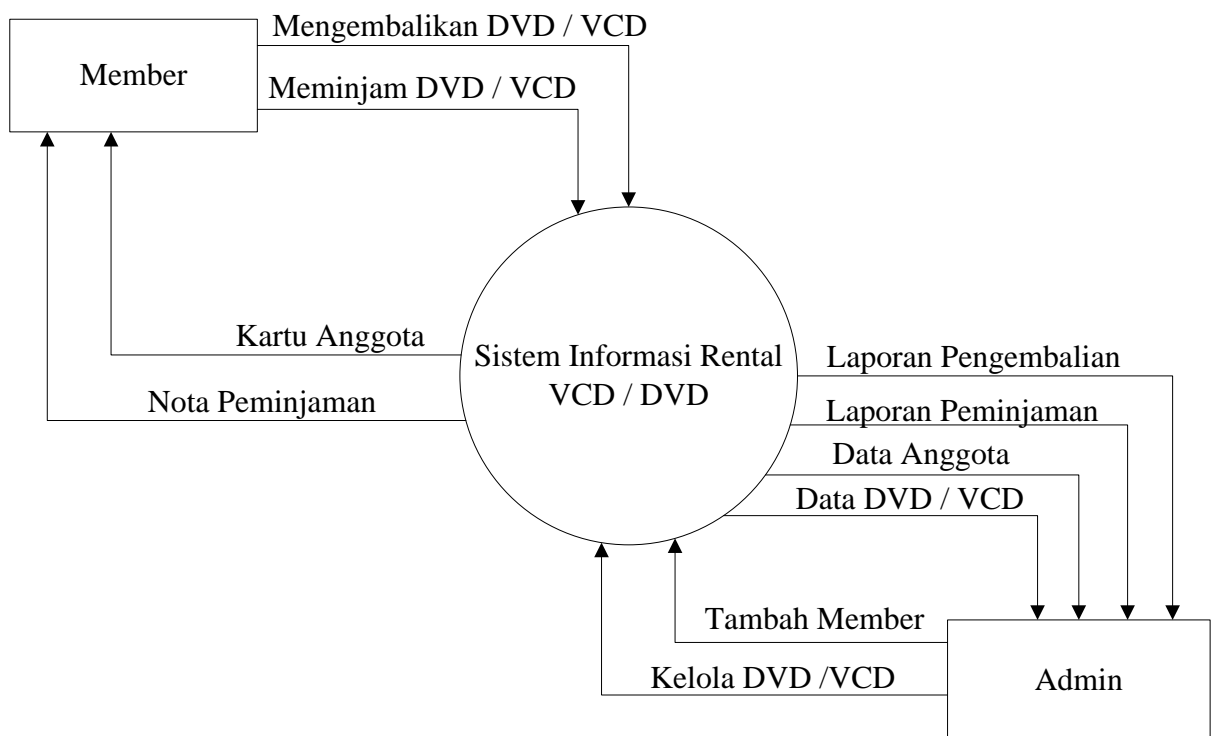 Mengembalikan DVD / VCD
Member
Meminjam DVD / VCD
Kartu Anggota
Nota Peminjaman
Sistem Informasi Rental
VCD / DVD
Laporan Pengembalian
Laporan Peminjaman
Data Anggota
Data DVD / VCD
Tambah Member
Kelola DVD /VCD
Admin